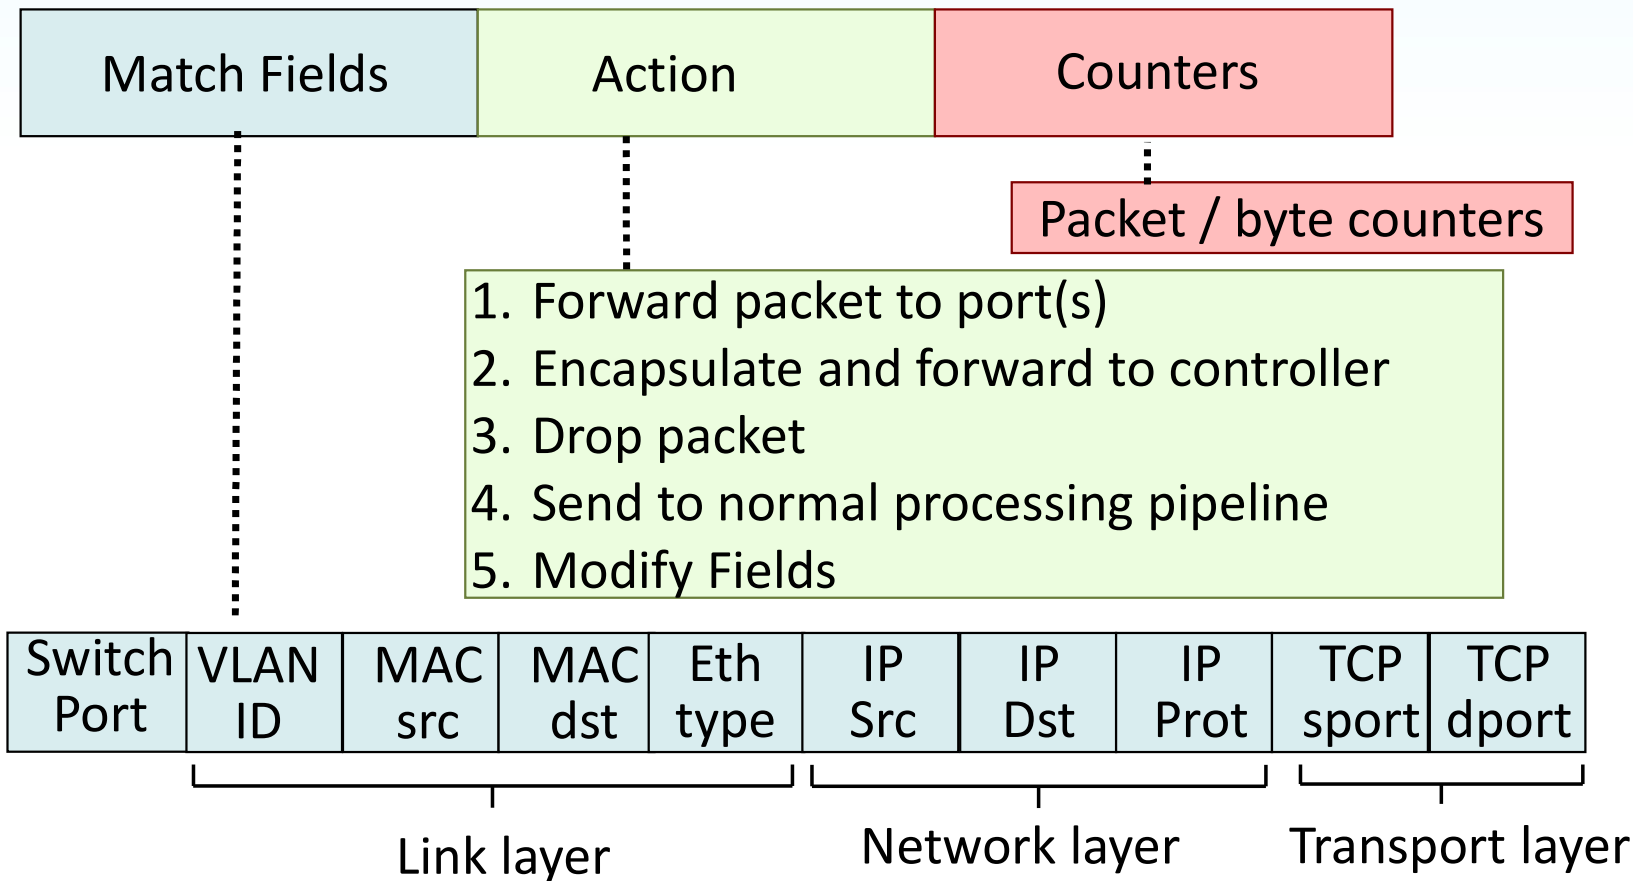 Match Fields
Action
Counters
Packet / byte counters
1. Forward packet to port(s)
2. Encapsulate and forward to controller
3. Drop packet
4. Send to normal processing pipeline
5. Modify Fields
Switch
Port
VLAN
ID
MAC
src
MAC
dst
Eth
type
IP
Src
IP
Dst
IP
Prot
TCP
sport
TCP
dport
Link layer
Network layer
Transport layer